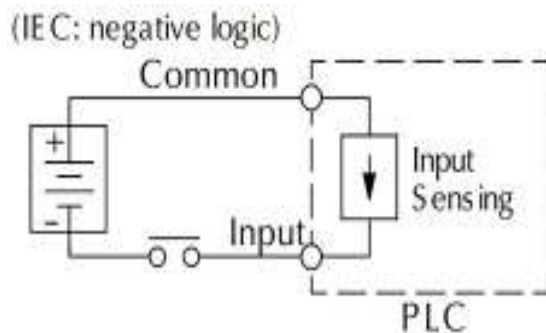 (IEC: negative logic)
Common
+
-
Input
Sensing
Input
PLC